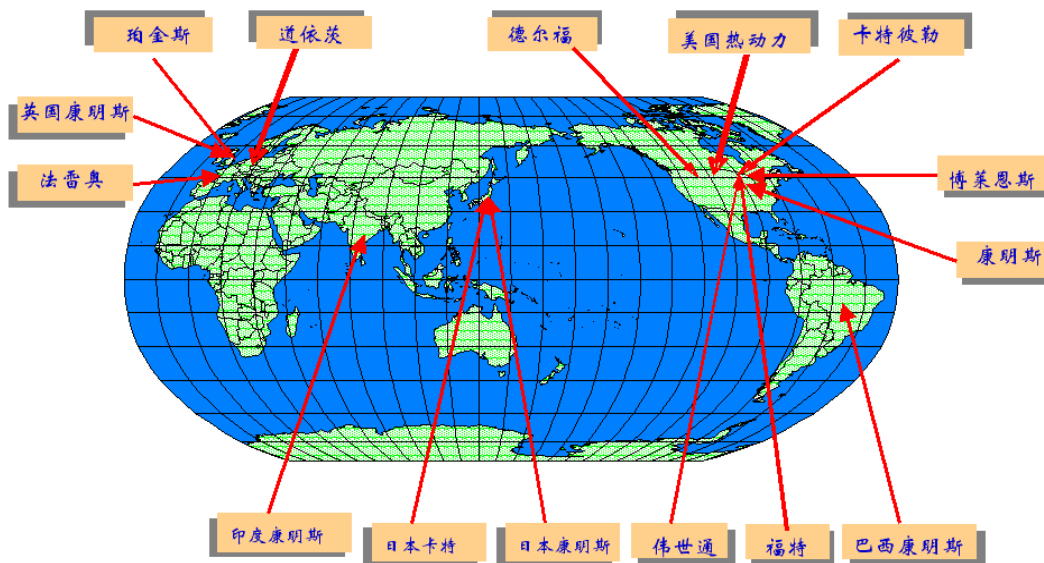 珀金斯
道依茨
德尔福
美国热动力
卡特彼勒
英国康明斯
法雷奥
博莱恩斯
康明斯
印度康明斯
日本卡特
日本康明斯
伟世通
福特
巴西康明斯